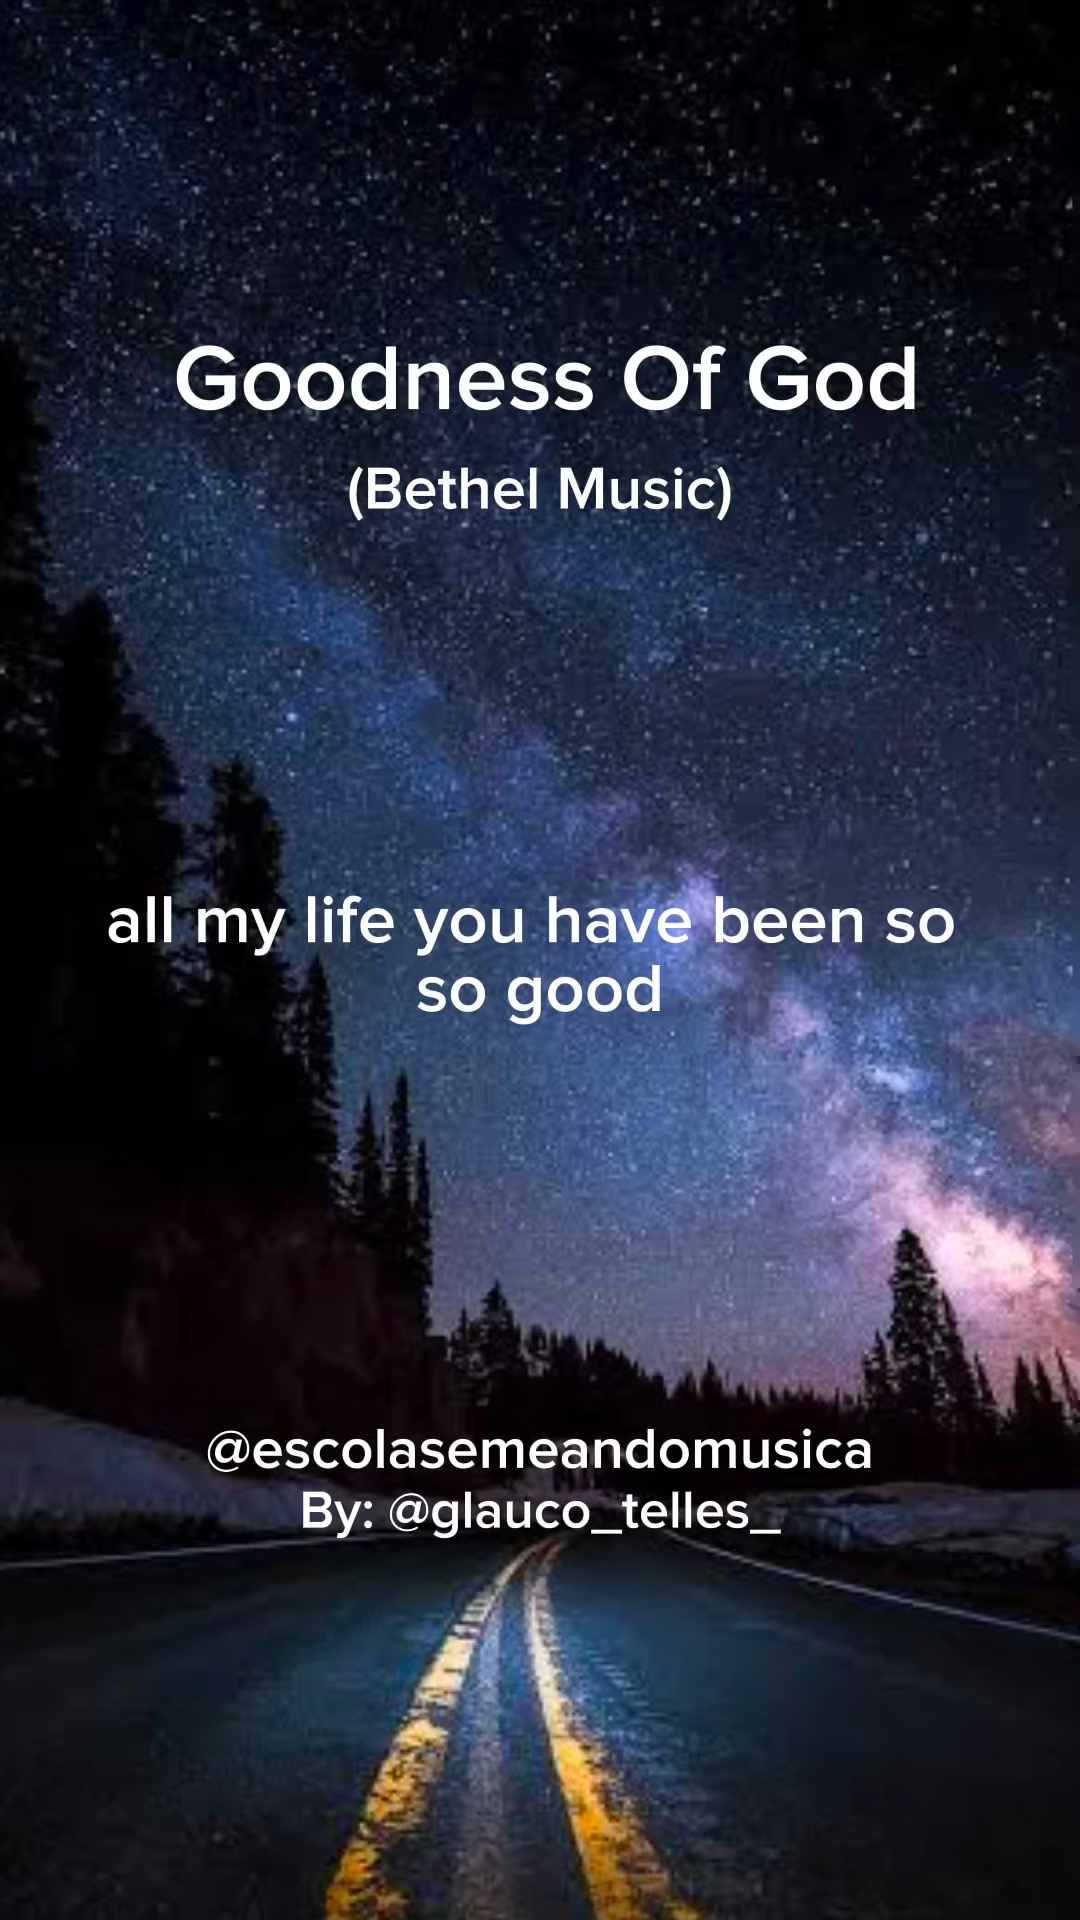 Goodness Of God
(Bethel Music)
all my life you have been so
so good
@escolasemeandomusica
By: @glauco_telles_